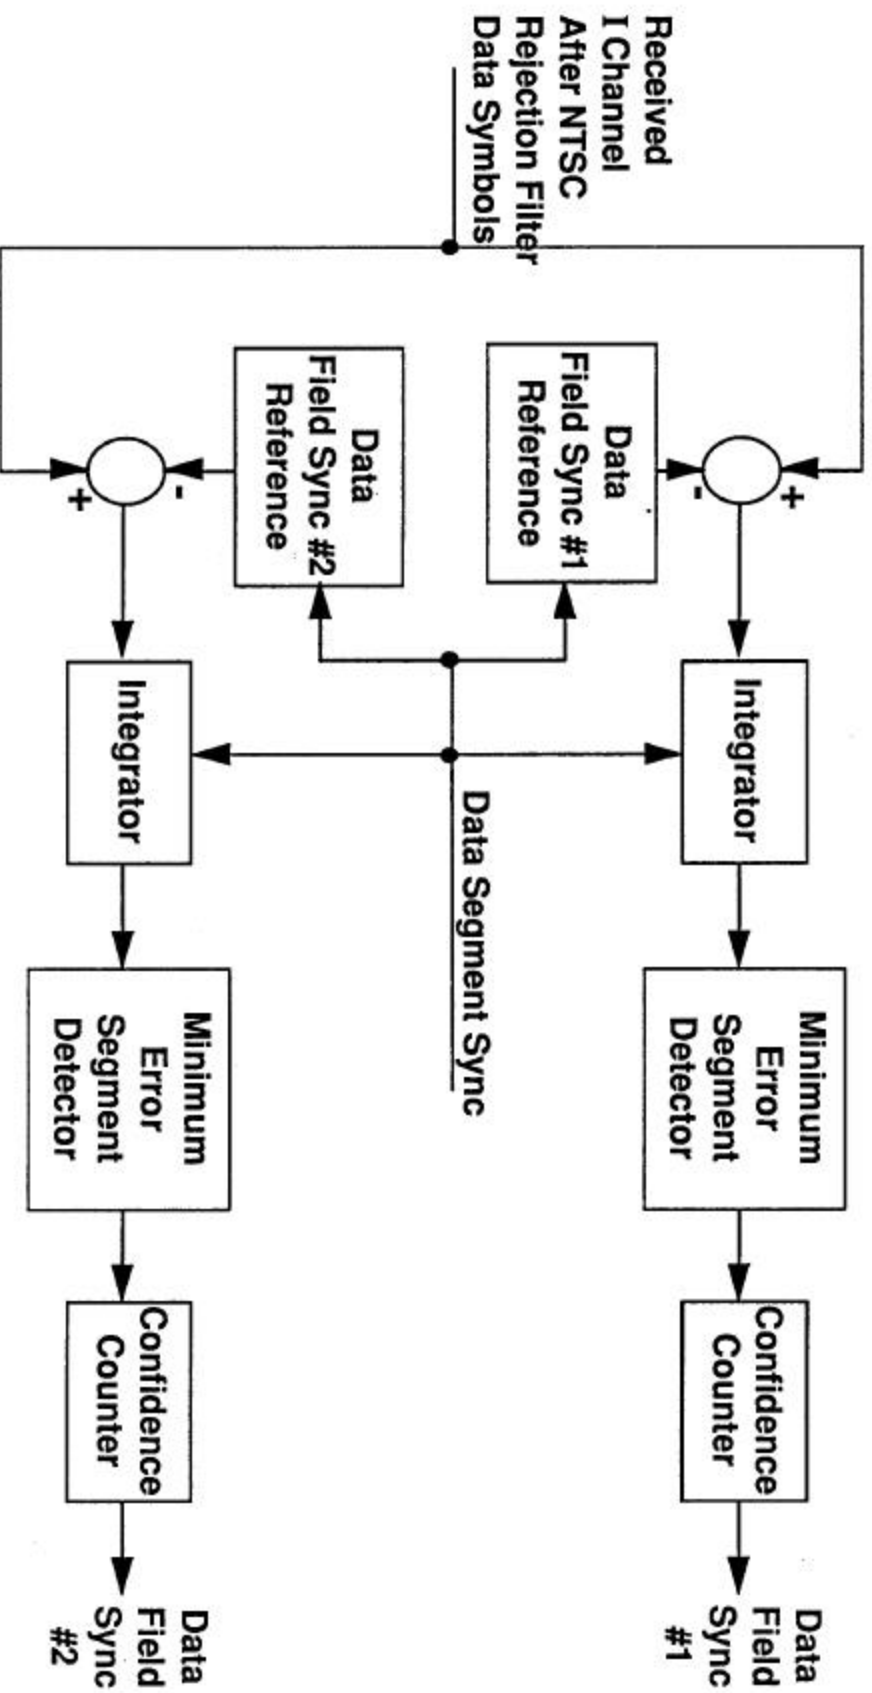 Received
I Channel
After NTSC
Rejection Filter
Data Symbols
+
-
Data
Field Sync #1
Reference
Integrator
Minimum
Error
Segment
Detector
Confidence
Counter
Data
Field
Sync
#1
Data Segment Sync
Data
Field Sync #2
Reference
-
+
Integrator
Minimum
Error
Segment
Detector
Confidence
Counter
Data
Field
Sync
#2